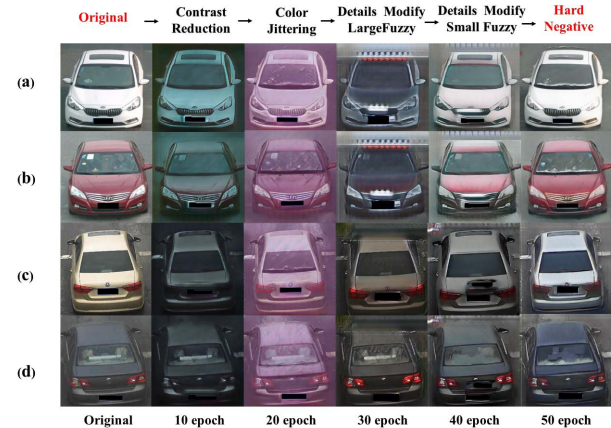 Original → Contrast Reduction → Color Jittering → Details Modify LargeFuzzy → Details Modify Small Fuzzy → Hard Negative
(a)
(b)
(c)
(d)
Original 10 epoch 20 epoch 30 epoch 40 epoch 50 epoch